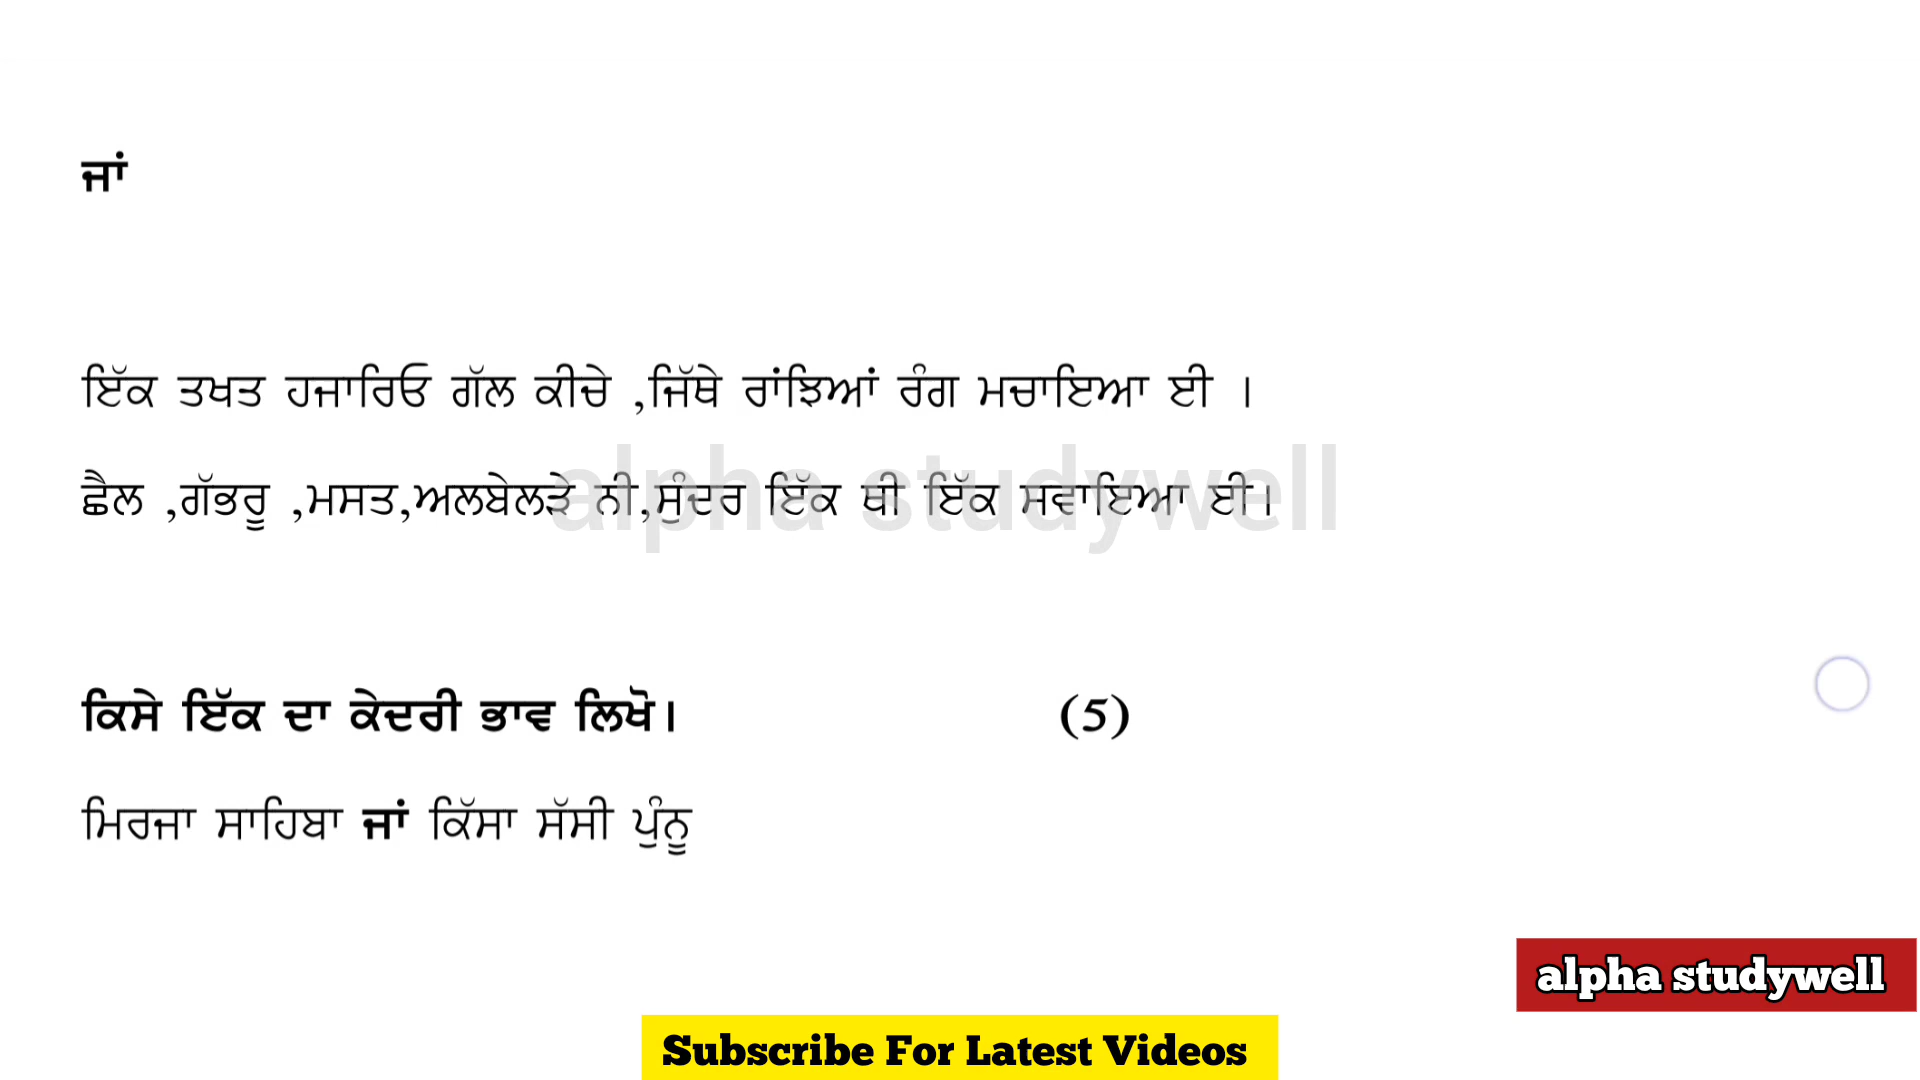 ਜਾਂ
ਇੱਕ ਤਖਤ ਹਜਾਰਿਓ ਗੱਲ ਕੀਚੇ ,ਜਿੱਥੇ ਰਾਂਝਿਆਂ ਰੰਗ ਮਚਾਇਆ ਈ ।
alpha studywell
ਛੈਲ ,ਗੱਭਰੂ ,ਮਸਤ,ਅਲਬੇਲੜੇ ਨੀ,ਸੁੰਦਰ ਇੱਕ ਥੀ ਇੱਕ ਸਵਾਇਆ ਈ।
ਕਿਸੇ ਇੱਕ ਦਾ ਕੇਦਰੀ ਭਾਵ ਲਿਖੋ। (5)
ਮਿਰਜਾ ਸਾਹਿਬਾ ਜਾਂ ਕਿੱਸਾ ਸੱਸੀ ਪੁੰਨੂ
alpha studywell
Subscribe For Latest Videos